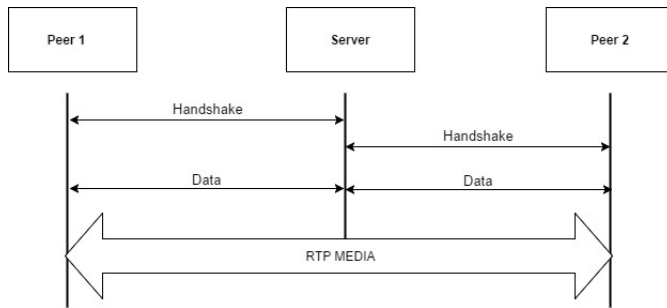 Peer 1
Server
Peer 2
Handshake
Handshake
Data
Data
RTP MEDIA